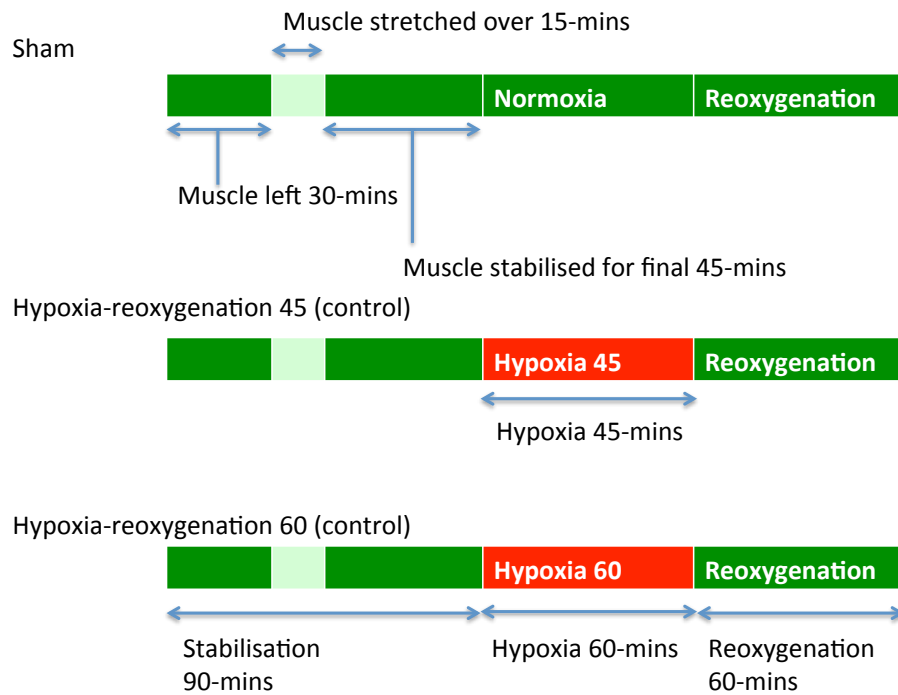 Muscle stretched over 15-mins
Sham
Normoxia
Reoxygenation
Muscle left 30-mins
Muscle stabilised for final 45-mins
Hypoxia-reoxygenation 45 (control)
Hypoxia 45
Reoxygenation
Hypoxia 45-mins
Hypoxia-reoxygenation 60 (control)
Hypoxia 60
Reoxygenation
Stabilisation
90-mins
Hypoxia 60-mins
Reoxygenation
60-mins